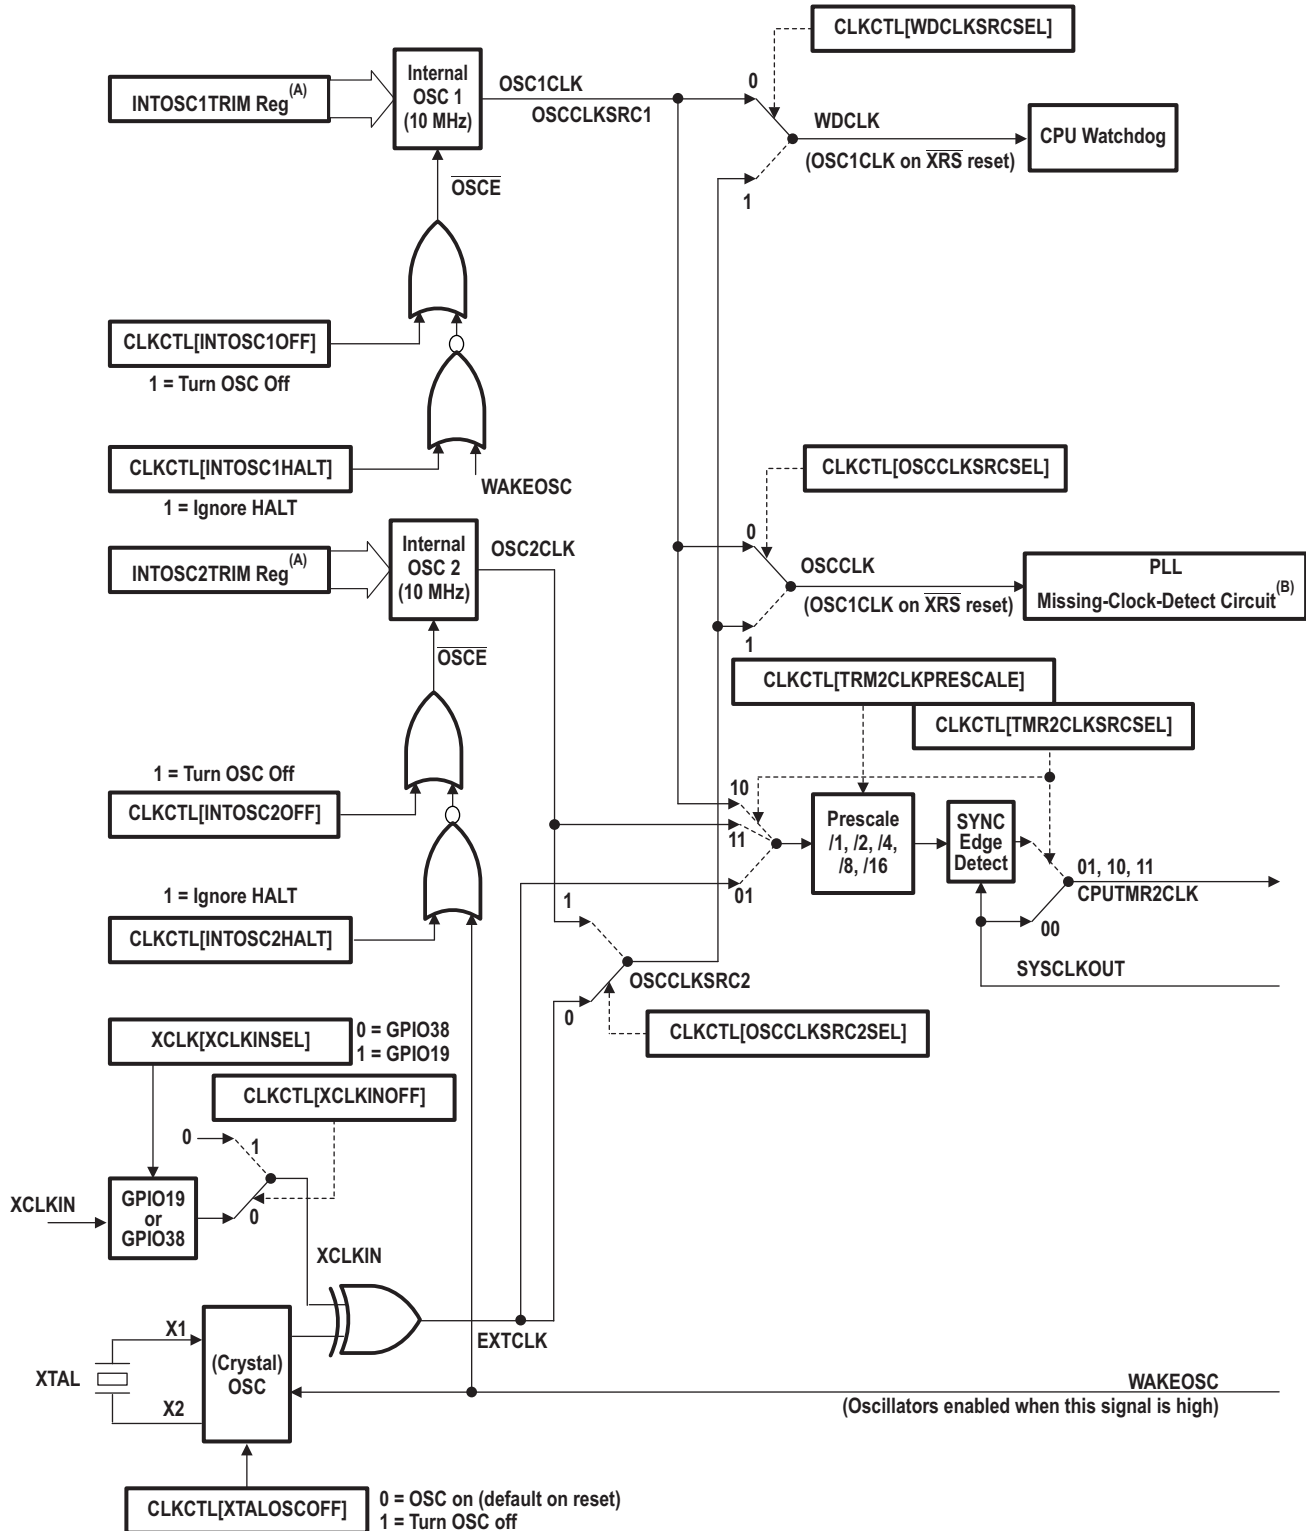 CLKCTL[WDCLKSRCSEL]
INTOSC1TRIM Reg(A)
Internal
OSC 1
(10 MHz)
OSC1CLK
OSCCLKSRC1
0
WDCLK
(OSC1CLK on XRS reset)
CPU Watchdog
1
OSCE
CLKCTL[INTOSC1OFF]
1 = Turn OSC Off
CLKCTL[INTOSC1HALT]
1 = Ignore HALT
WAKEOSC
CLKCTL[OSCCLKSRCSEL]
INTOSC2TRIM Reg(A)
Internal
OSC 2
(10 MHz)
OSC2CLK
0
OSCCLK
(OSC1CLK on XRS reset)
PLL
Missing-Clock-Detect Circuit(B)
1
OSCE
CLKCTL[TRM2CLKPRESCALE]
CLKCTL[TMR2CLKSRCSEL]
1 = Turn OSC Off
CLKCTL[INTOSC2OFF]
10
11
01
Prescale
/1, /2, /4,
/8, /16
SYNC
Edge
Detect
01, 10, 11
CPUTMR2CLK
00
SYSCLKOUT
1 = Ignore HALT
CLKCTL[INTOSC2HALT]
1
OSCCLKSRC2
0
CLKCTL[OSCCLKSRC2SEL]
XCLK[XCLKINSEL]
0 = GPIO38
1 = GPIO19
CLKCTL[XCLKINOFF]
0
1
XCLKIN
GPIO19
or
GPIO38
0
XCLKIN
EXTCLK
X1
XTAL
X2
(Crystal)
OSC
WAKEOSC
(Oscillators enabled when this signal is high)
CLKCTL[XTALOSCOFF]
0 = OSC on (default on reset)
1 = Turn OSC off